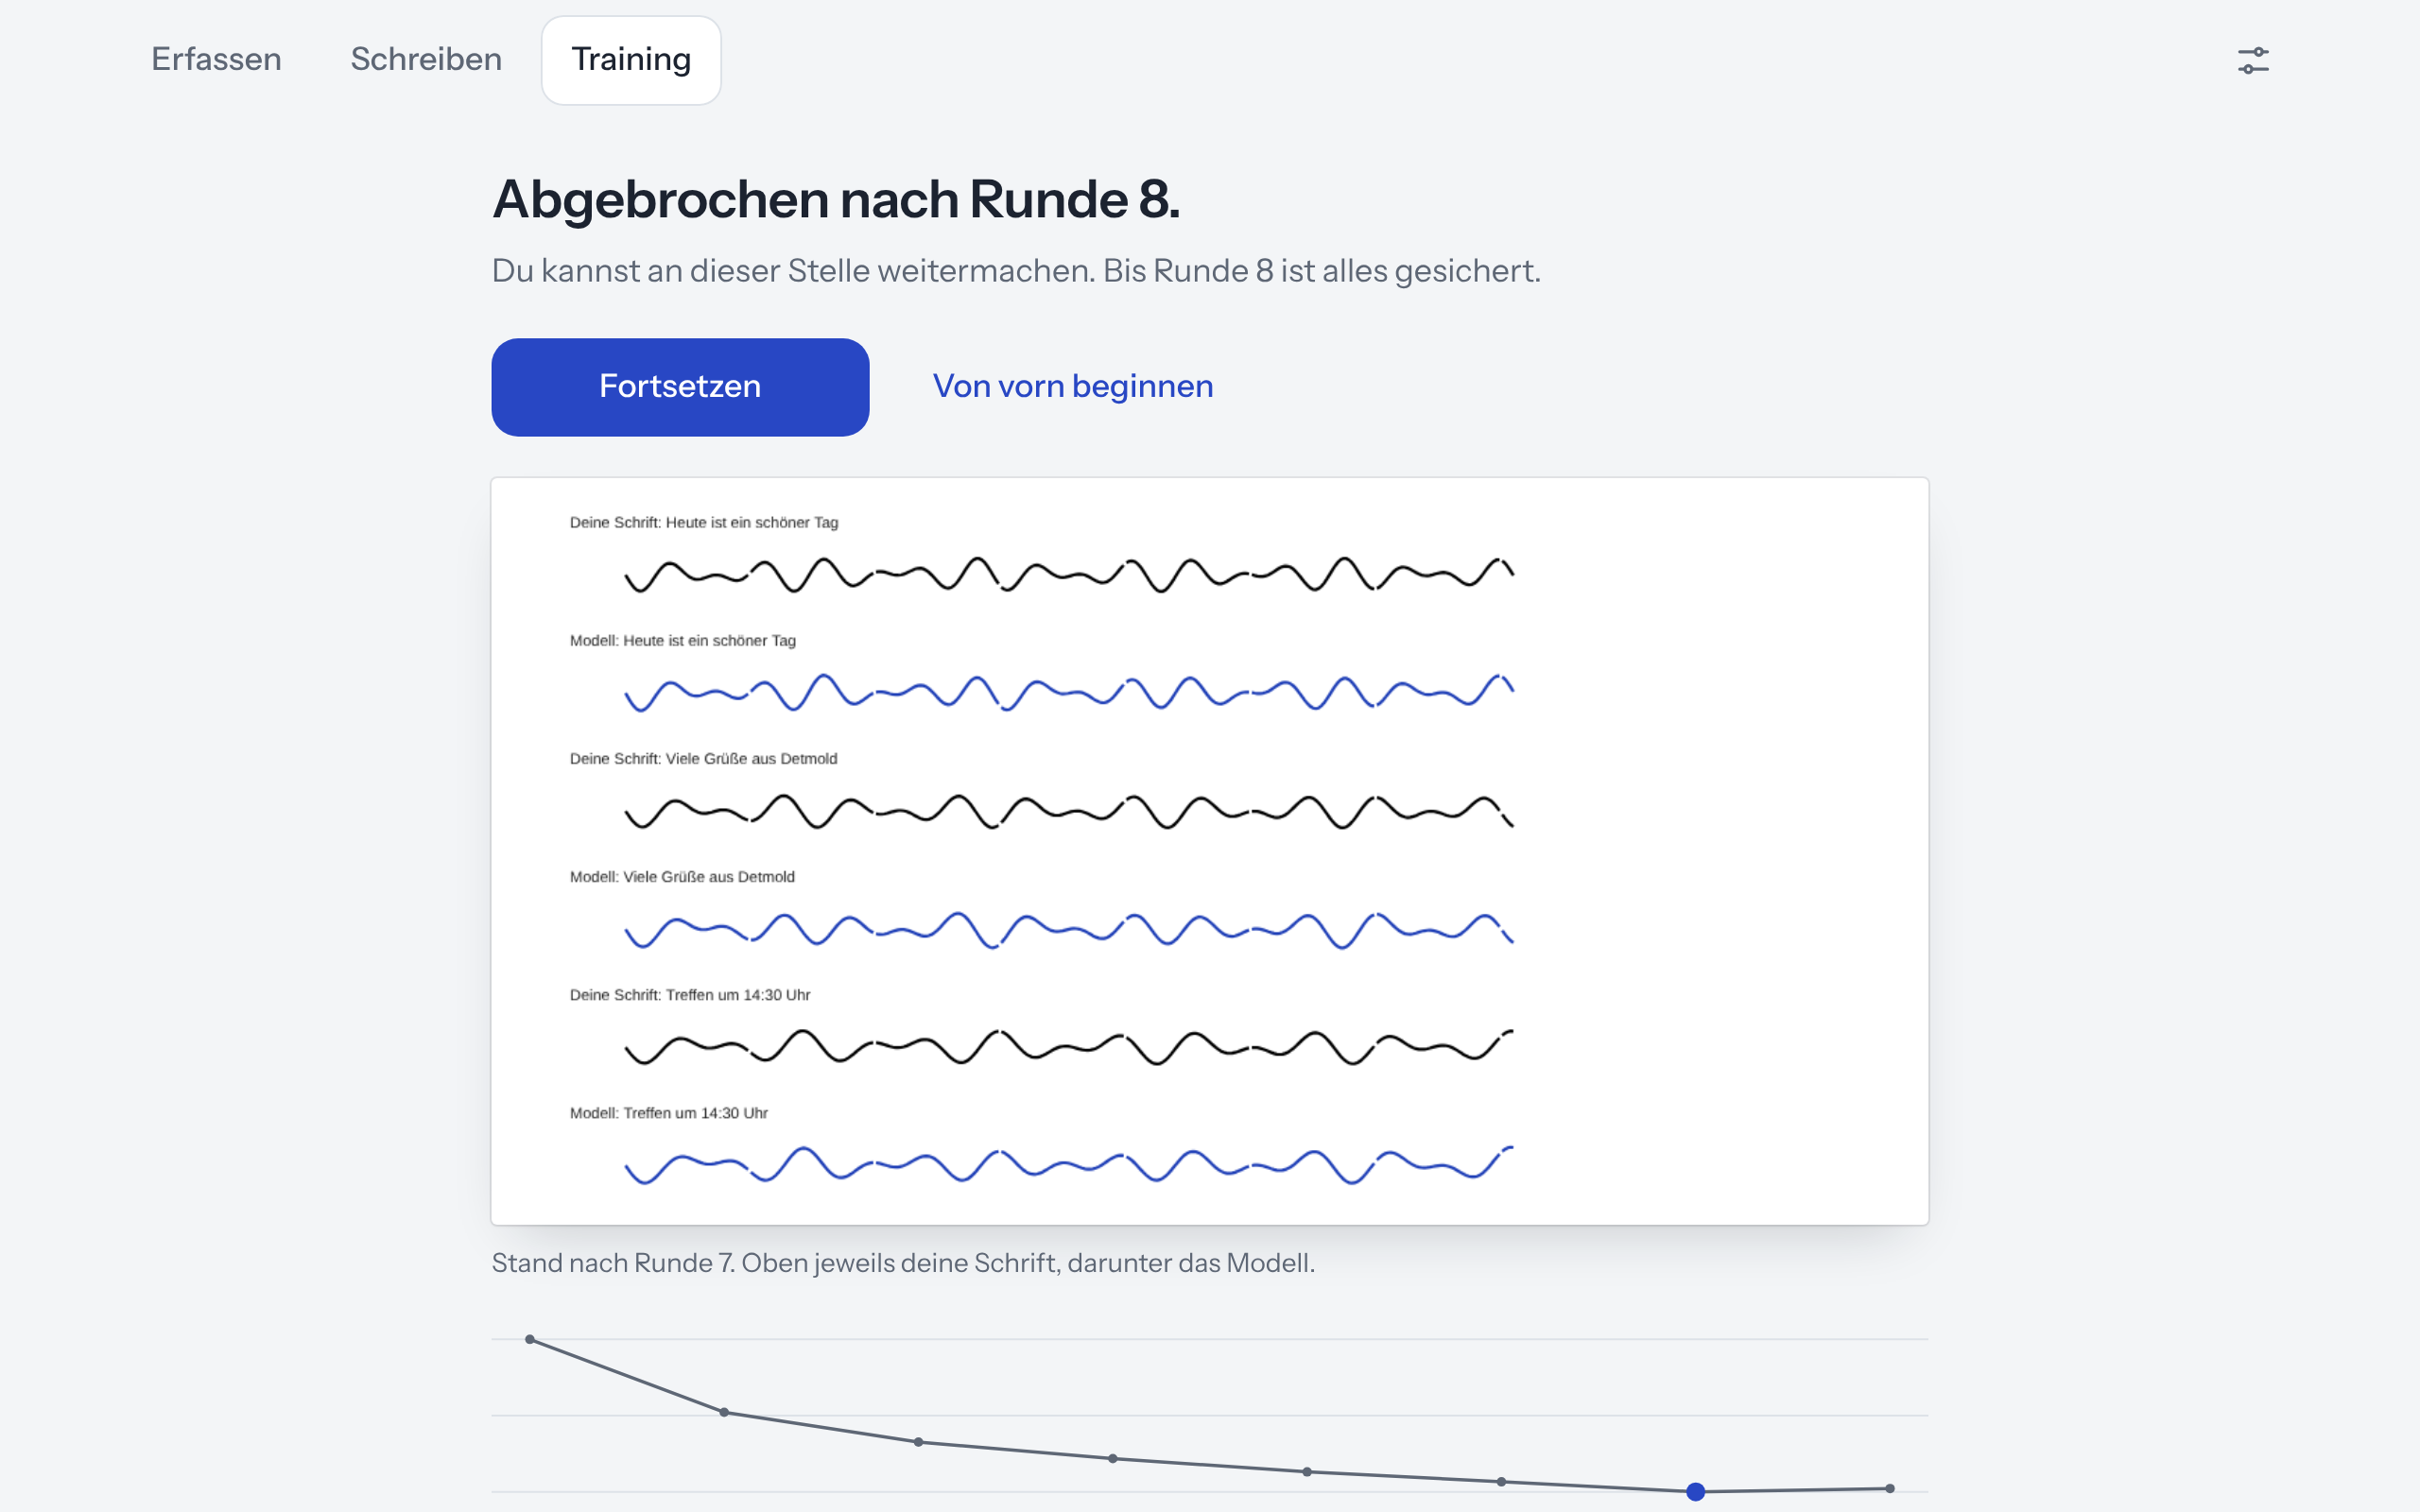 Erfassen Schreiben Training
Abgebrochen nach Runde 8.
Du kannst an dieser Stelle weitermachen. Bis Runde 8 ist alles gesichert.
Fortsetzen Von vorn beginnen
Deine Schrift: Heute ist ein schöner Tag
Modell: Heute ist ein schöner Tag
Deine Schrift: Viele Grüße aus Detmold
Modell: Viele Grüße aus Detmold
Deine Schrift: Treffen um 14:30 Uhr
Modell: Treffen um 14:30 Uhr
Stand nach Runde 7. Oben jeweils deine Schrift, darunter das Modell.